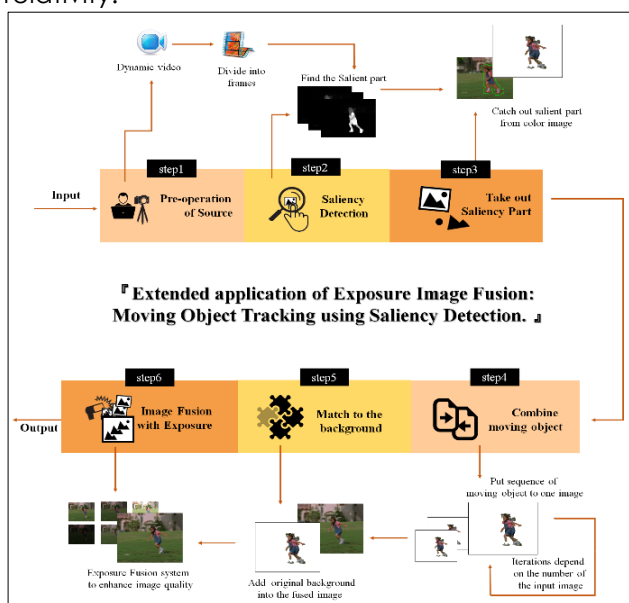 relativity.
Dynamic video
Divide into
frames
Find the Salient part
Catch out salient part
from color image
step1
step2
step3
Input
Pre-operation
of Source
Saliency
Detection
Take out
Saliency Part
『 Extended application of Exposure Image Fusion:
Moving Object Tracking using Saliency Detection. 』
step6
step5
step4
Output
Image Fusion
with Exposure
Match to the
background
Combine
moving object
Put sequence of
moving object to one image
Exposure Fusion system
to enhance image quality
Add original background
into the fused image
Iterations depend
on the number of
the input image